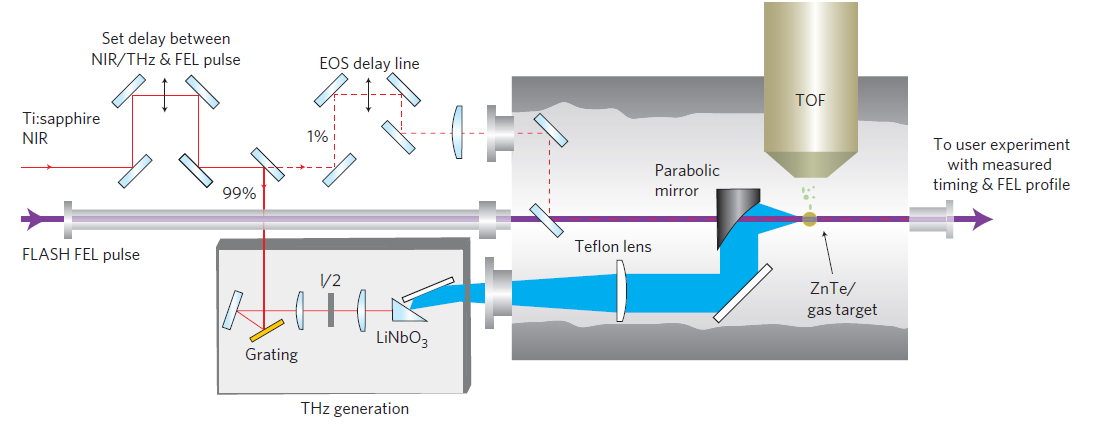 Set delay between
NIR/THz & FEL pulse
EOS delay line
Ti:sapphire
NIR
1%
99%
FLASH FEL pulse
l/2
LiNbO3
Grating
THz generation
TOF
Parabolic
mirror
Teflon lens
ZnTe/
gas target
To user experiment
with measured
timing & FEL profile